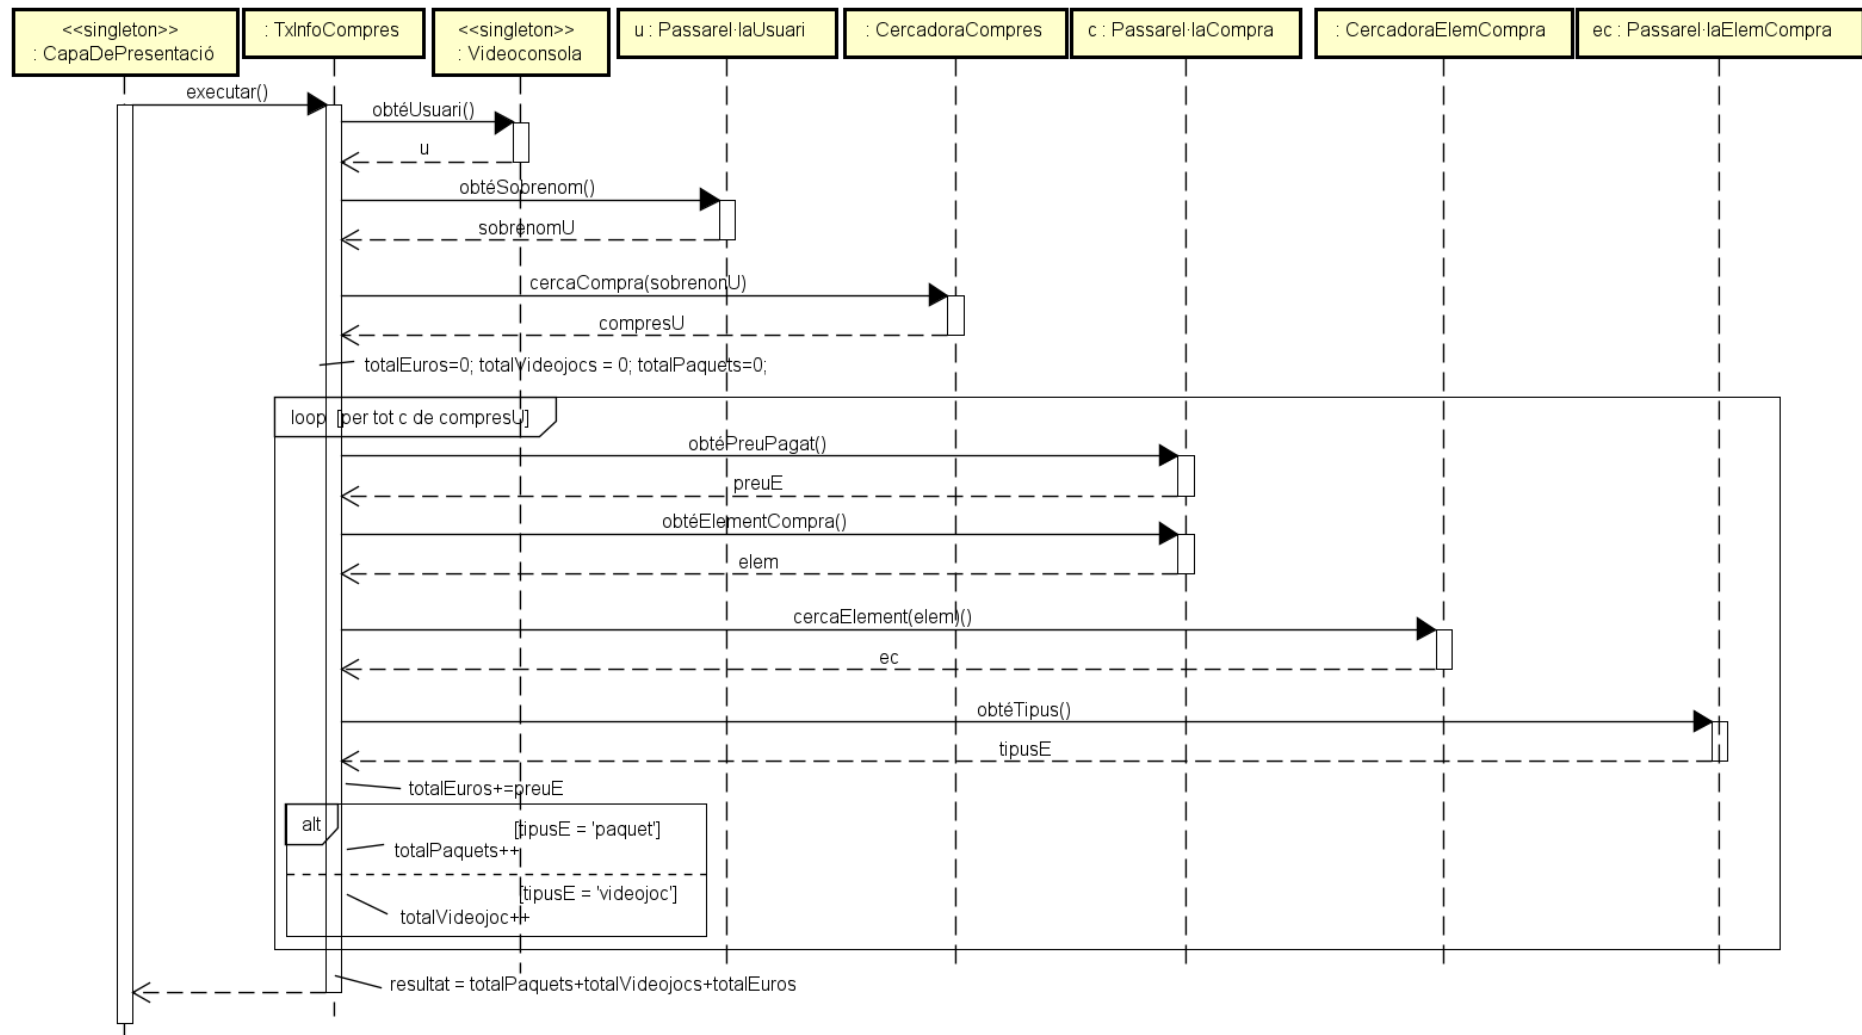 <<singleton>>
: CapaDePresentació
: TxInfoCompres
<<singleton>>
: Videoconsola
u : Passarel·laUsuari
: CercadoraCompres
c : Passarel·laCompra
: CercadoraElemCompra
ec : Passarel·laElemCompra
executar()
obtéUsuari()
u
obtéSobrenom()
sobrenomU
cercaCompra(sobrenonU)
compresU
totalEuros=0; totalVideojocs = 0; totalPaquets=0;
loop [per tot c de compresU]
obtéPreuPagat()
preuE
obtéElementCompra()
elem
cercaElement(elem)()
ec
obtéTipus()
tipusE
totalEuros+=preuE
alt
[tipusE = 'paquet']
totalPaquets++
[tipusE = 'videojoc']
totalVideojoc++
resultat = totalPaquets+totalVideojocs+totalEuros